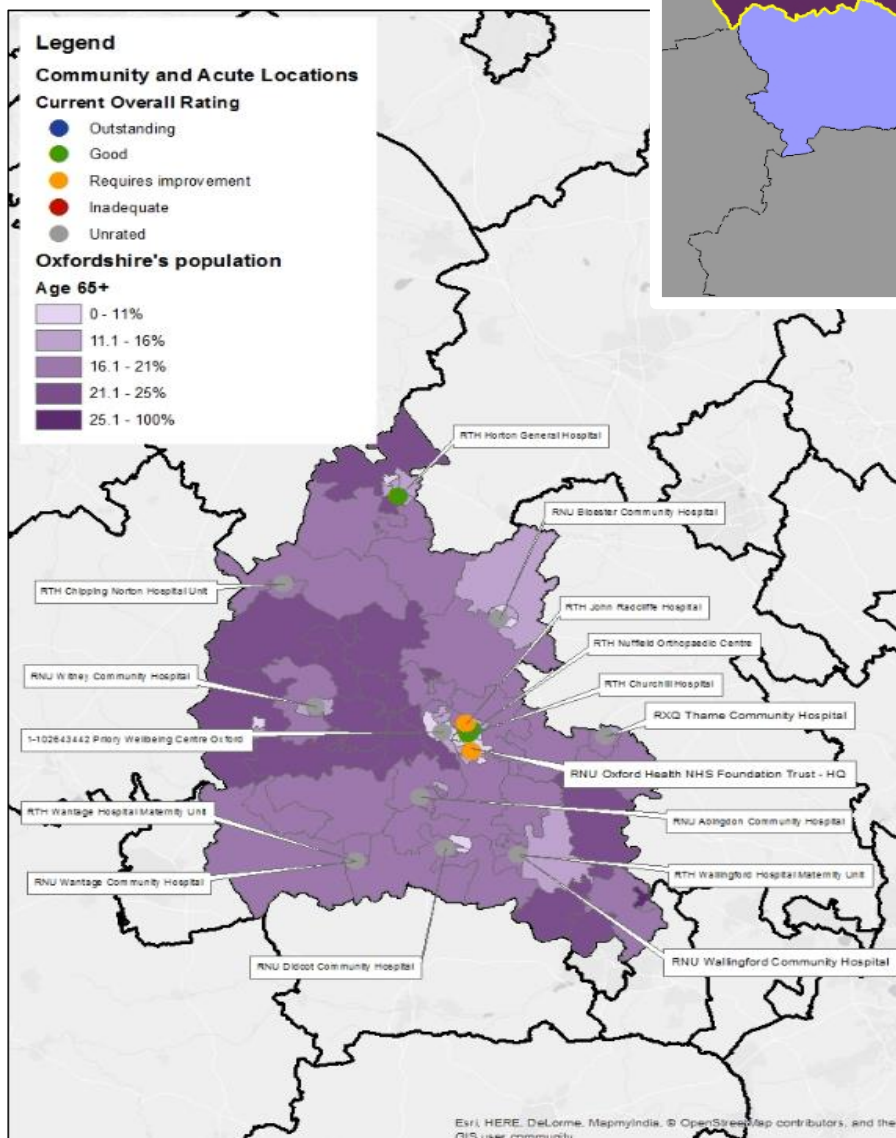 Legend
Community and Acute Locations
Current Overall Rating
Outstanding
Good
Requires improvement
Inadequate
Unrated
Oxfordshire's population
Age 65+
0 - 11%
11.1 - 16%
16.1 - 21%
21.1 - 25%
25.1 - 100%
RTH Horton General Hospital
RNU Bicester Community Hospital
RTH Chipping Norton Hospital Unit
RTH John Radcliffe Hospital
RTH Nuffield Orthopaedic Centre
RNU Witney Community Hospital
RTH Churchill Hospital
RXQ Thame Community Hospital
1-102643442 Priory Wellbeing Centre Oxford
RNU Oxford Health NHS Foundation Trust - HQ
RTH Wantage Hospital Maternity Unit
RNU Abingdon Community Hospital
RNU Wantage Community Hospital
RTH Wallingford Hospital Maternity Unit
RNU Didcot Community Hospital
RNU Wallingford Community Hospital
Esri, HERE, DeLorme, MapmyIndia, © OpenStreetMap contributors, and the
GIS user community